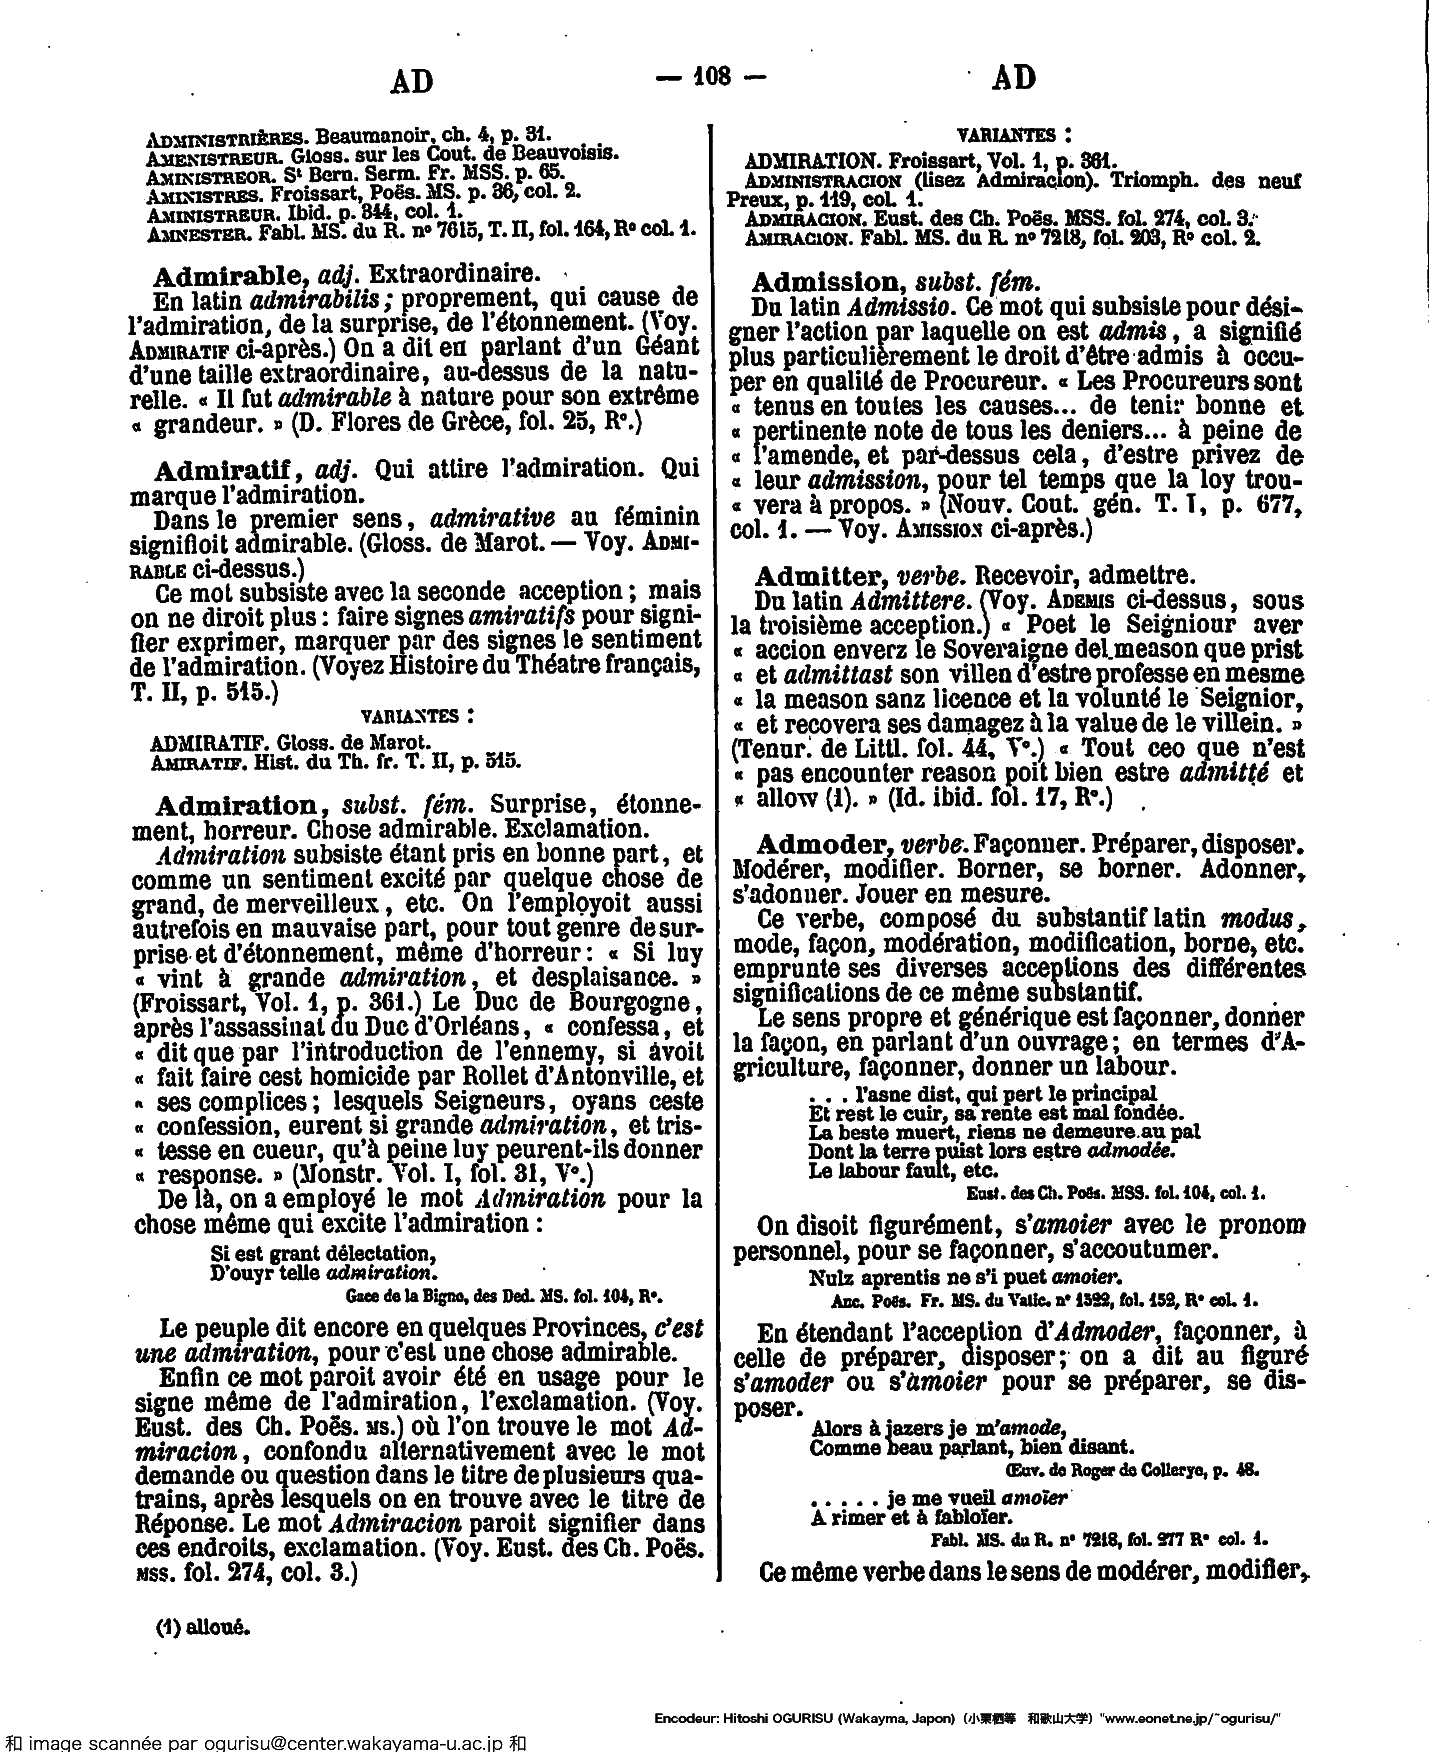 AD
— 108 —
AD
ADMINISTRIÈRES. Beaumanoir, ch. 4, p. 31.
AMENISTREUR. Gloss. sur les Cout. de Beauvoisis.
AMINISTREOR. St Bern. Serm. Fr. MSS. p. 65.
AMINISTRES. Froissart, Poës. MS. p. 36, col. 2.
AMINISTREUR. Ibid. p. 344, col. 1.
AMNESTER. Fabl. MS. du R. no 7615, T. II, fol. 164, Ro col. 1.
Admirable, adj. Extraordinaire.
En latin admirabilis; proprement, qui cause de
l'admiration, de la surprise, de l'étonnement. (Voy.
ADMIRATIF ci-après.) On a dit en parlant d'un Géant
d'une taille extraordinaire, au-dessus de la natu-
relle. « Il fut admirable à nature pour son extrême
« grandeur. » (D. Flores de Grèce, fol. 25, Ro.)
Admiratif, adj. Qui attire l'admiration. Qui
marque l'admiration.
Dans le premier sens, admirative au féminin
signifioit admirable. (Gloss. de Marot. — Voy. ADMI-
RABLE ci-dessus.)
Ce mot subsiste avec la seconde acception; mais
on ne diroit plus : faire signes amiratifs pour signi-
fier exprimer, marquer par des signes le sentiment
de l'admiration. (Voyez Histoire du Théatre français,
T. II, p. 515.)
VARIANTES :
ADMIRATIF. Gloss. de Marot.
AMIRATIF. Hist. du Th. fr. T. II, p. 515.
Admiration, subst. fém. Surprise, étonne-
ment, horreur. Chose admirable. Exclamation.
Admiration subsiste étant pris en bonne part, et
comme un sentiment excité par quelque chose de
grand, de merveilleux, etc. On l'employoit aussi
autrefois en mauvaise part, pour tout genre de sur-
prise et d'étonnement, même d'horreur : « Si luy
« vint à grande admiration, et desplaisance. »
(Froissart, Vol. 1, p. 361.) Le Duc de Bourgogne,
après l'assassinat du Duc d'Orléans, « confessa, et
« dit que par l'introduction de l'ennemy, si avoit
« fait faire cest homicide par Rollet d'Antonville, et
« ses complices; lesquels Seigneurs, oyans ceste
« confession, eurent si grande admiration, et tris-
« tesse en cueur, qu'à peine luy peurent-ils donner
« response. » (Monstr. Vol. I, fol. 31, Vo.)
De là, on a employé le mot Admiration pour la
chose même qui excite l'admiration :
Si est grant délectation,
D'ouyr telle admiration.
Gace de la Bigne, des Ded. MS. fol. 104, Ro.
Le peuple dit encore en quelques Provinces, c'est
une admiration, pour c'est une chose admirable.
Enfin ce mot paroit avoir été en usage pour le
signe même de l'admiration, l'exclamation. (Voy.
Eust. des Ch. Poës. MS.) où l'on trouve le mot Ad-
miracion, confondu alternativement avec le mot
demande ou question dans le titre de plusieurs qua-
trains, après lesquels on en trouve avec le titre de
Réponse. Le mot Admiracion paroit signifier dans
ces endroits, exclamation. (Voy. Eust. des Ch. Poës.
MSS. fol. 274, col. 3.)
(1) alloué.
VARIANTES :
ADMIRATION. Froissart, Vol. 1, p. 361.
ADMINISTRACION (lisez Admiracion). Triomph. des neuf
Preux, p. 119, col. 1.
ADMIRACION. Eust. des Ch. Poës. MSS. fol. 274, col. 3.
AMIRACION. Fabl. MS. du R. no 7218, fol. 203, Ro col. 2.
Admission, subst. fém.
Du latin Admissio. Ce mot qui subsiste pour dési-
gner l'action par laquelle on est admis, a signifié
plus particulièrement le droit d'être admis à occu-
per en qualité de Procureur. « Les Procureurs sont
« tenus en toutes les causes... de tenir bonne et
« pertinente note de tous les deniers... à peine de
« l'amende, et par-dessus cela, d'estre privez de
« leur admission, pour tel temps que la loy trou-
« vera à propos. » (Nouv. Cout. gén. T. I, p. 677,
col. 1. — Voy. AMISSION ci-après.)
Admitter, verbe. Recevoir, admettre.
Du latin Admittere. (Voy. ADEMIS ci-dessus, sous
la troisième acception.) « Poet le Seigniour aver
« accion enverz le Soveraigne del meason que prist
« et admittast son villen d'estre professe en mesme
« la meason sanz licence et la volunté le Seignior,
« et recovera ses damagez à la value de le villein. »
(Tenur. de Littl. fol. 44, Vo.) « Tout ceo que n'est
« pas encounter reason poit bien estre admitté et
« allow (1). » (Id. ibid. fol. 17, Ro.)
Admoder, verbe. Façonner. Préparer, disposer.
Modérer, modifier. Borner, se borner. Adonner,
s'adonner. Jouer en mesure.
Ce verbe, composé du substantif latin modus,
mode, façon, modération, modification, borne, etc.
emprunte ses diverses acceptions des différentes
significations de ce même substantif.
Le sens propre et générique est façonner, donner
la façon, en parlant d'un ouvrage; en termes d'A-
griculture, façonner, donner un labour.
. . . l'asne dist, qui pert le principal
Et rest le cuir, sa rente est mal fondée.
La beste muert, riens ne demeure au pal
Dont la terre puist lors estre admodée.
Le labour fault, etc.
Eust. des Ch. Poës. MSS. fol. 104, col. 1.
On disoit figurément, s'amoier avec le pronom
personnel, pour se façonner, s'accoutumer.
Nulz aprentis ne s'i puet amoier.
Anc. Poës. Fr. MS. du Vatic. no 1522, fol. 152, Ro col. 1.
En étendant l'acception d'Admoder, façonner, à
celle de préparer, disposer; on a dit au figuré
s'amoder ou s'amoier pour se préparer, se dis-
poser.
Alors à jazers je m'amode,
Comme beau parlant, bien disant.
Œuv. de Roger de Collerye, p. 48.
. . . . . je me vueil amoïer
A rimer et à fabloïer.
Fabl. MS. du R. no 7218, fol. 277 Ro col. 1.
Ce même verbe dans le sens de modérer, modifier,
Encodeur: Hitoshi OGURISU (Wakayma, Japon) (小栗栖等 和歌山大学) "www.eonet.ne.jp/~ogurisu/"
和 image scannée par ogurisu@center.wakayama-u.ac.jp 和